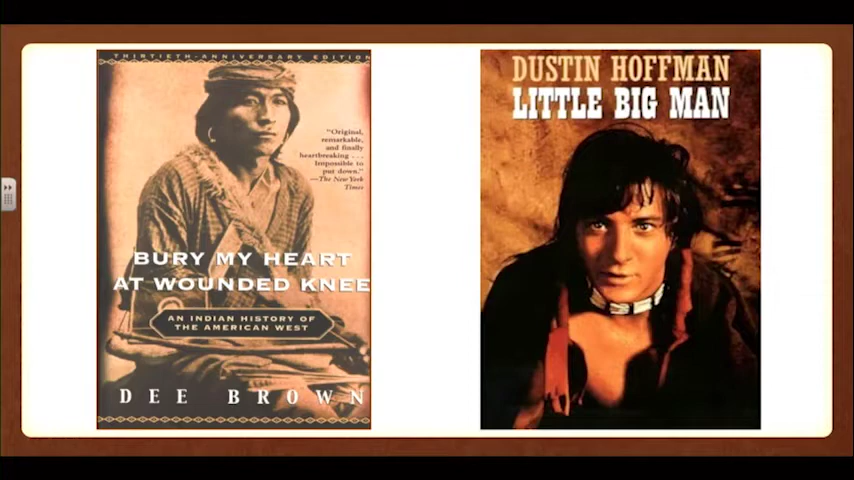 THIRTIETH-ANNIVERSARY EDITION
"Original,
remarkable,
and finally
heartbreaking . . .
Impossible to
put down."
—The New York
Times
BURY MY HEART
AT WOUNDED KNEE
AN INDIAN HISTORY OF
THE AMERICAN WEST
DEE BROWN
DUSTIN HOFFMAN
LITTLE BIG MAN